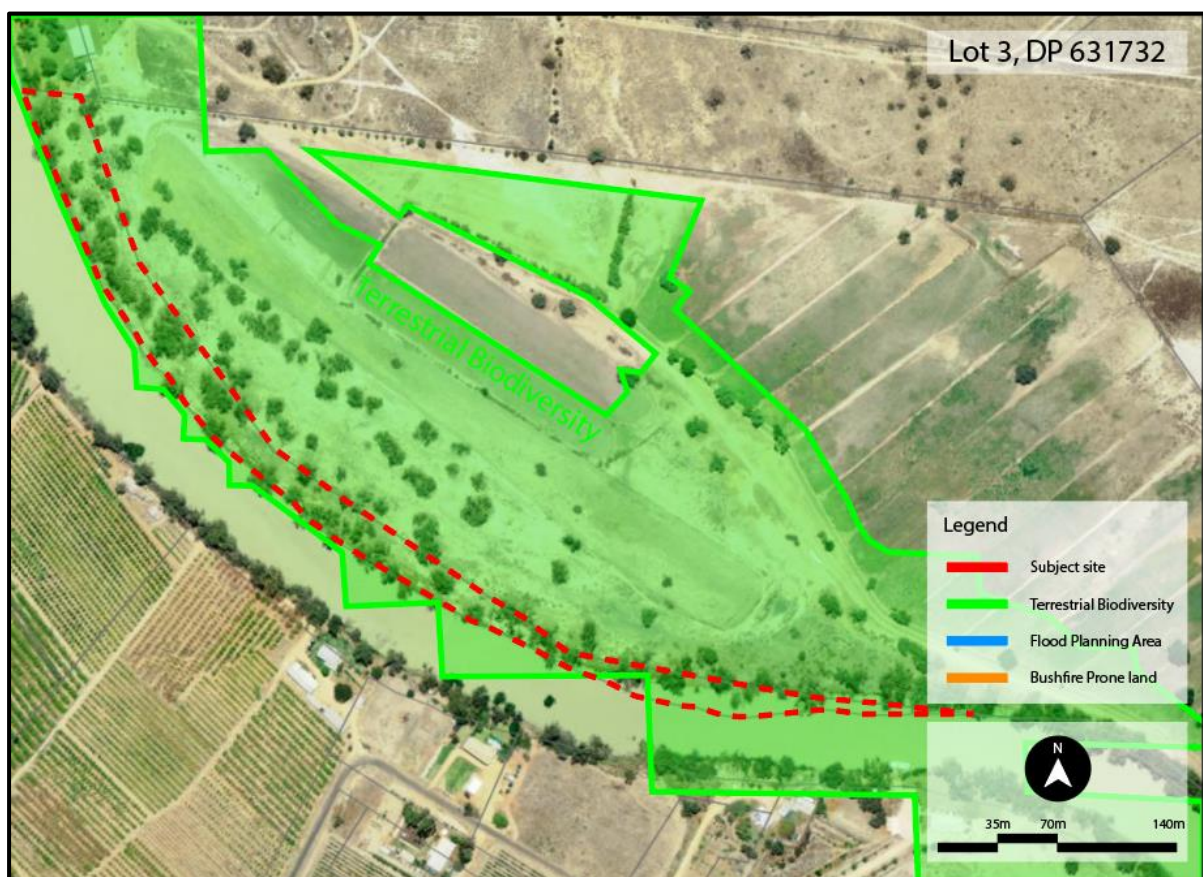 Lot 3, DP 631732
Terrestrial Biodiversity
Legend
Subject site
Terrestrial Biodiversity
Flood Planning Area
Bushfire Prone land
N
35m 70m 140m